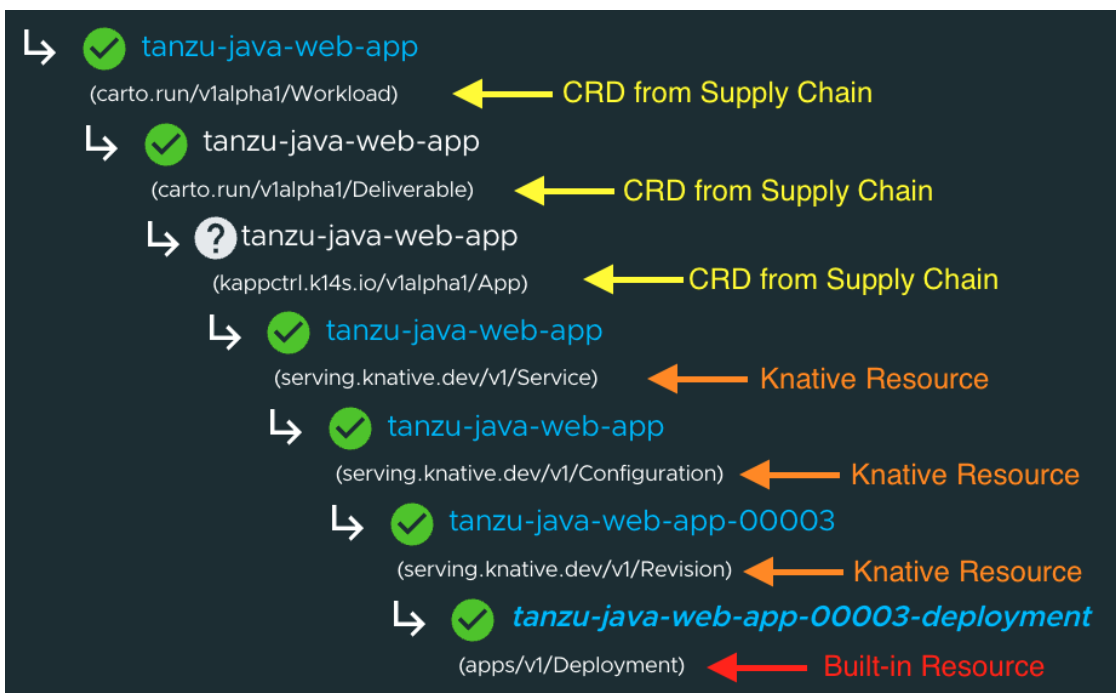 tanzu-java-web-app
(carto.run/v1alpha1/Workload) CRD from Supply Chain
tanzu-java-web-app
(carto.run/v1alpha1/Deliverable) CRD from Supply Chain
? tanzu-java-web-app
(kappctrl.k14s.io/v1alpha1/App) CRD from Supply Chain
tanzu-java-web-app
(serving.knative.dev/v1/Service) Knative Resource
tanzu-java-web-app
(serving.knative.dev/v1/Configuration) Knative Resource
tanzu-java-web-app-00003
(serving.knative.dev/v1/Revision) Knative Resource
tanzu-java-web-app-00003-deployment
(apps/v1/Deployment) Built-in Resource